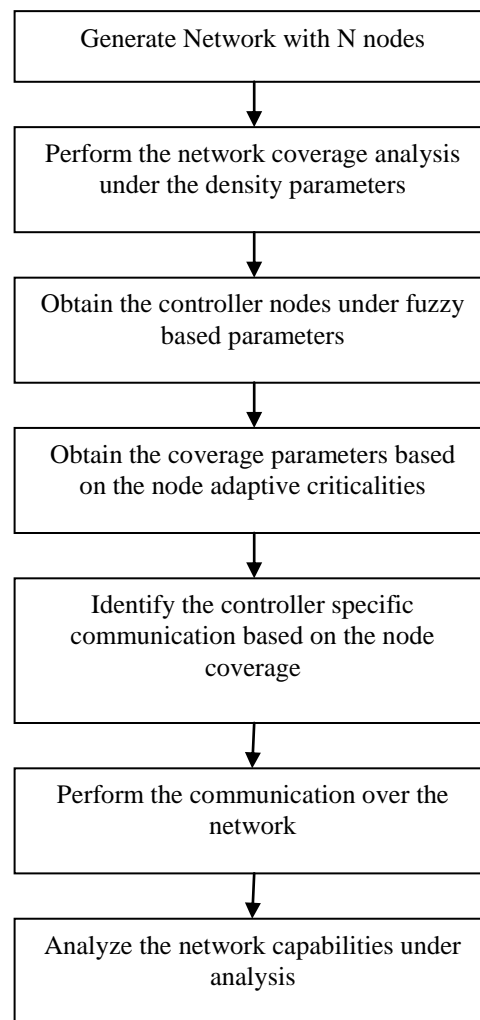 Generate Network with N nodes
Perform the network coverage analysis
under the density parameters
Obtain the controller nodes under fuzzy
based parameters
Obtain the coverage parameters based
on the node adaptive criticalities
Identify the controller specific
communication based on the node
coverage
Perform the communication over the
network
Analyze the network capabilities under
analysis